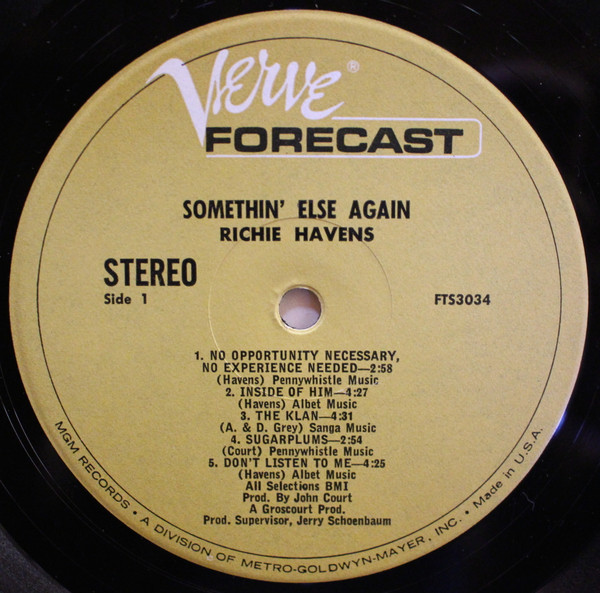 Verve®
FORECAST
SOMETHIN' ELSE AGAIN
RICHIE HAVENS
STEREO
Side 1
FTS3034
1. NO OPPORTUNITY NECESSARY,
NO EXPERIENCE NEEDED—2:58
(Havens) Pennywhistle Music
2. INSIDE OF HIM—4:27
(Havens) Albet Music
3. THE KLAN—4:31
(A. & D. Grey) Sanga Music
4. SUGARPLUMS—2:54
(Court) Pennywhistle Music
5. DON'T LISTEN TO ME—4:25
(Havens) Albet Music
All Selections BMI
Prod. By John Court
A Groscourt Prod.
Prod. Supervisor, Jerry Schoenbaum
MGM RECORDS • A DIVISION OF METRO-GOLDWYN-MAYER, INC. • Made in U.S.A.